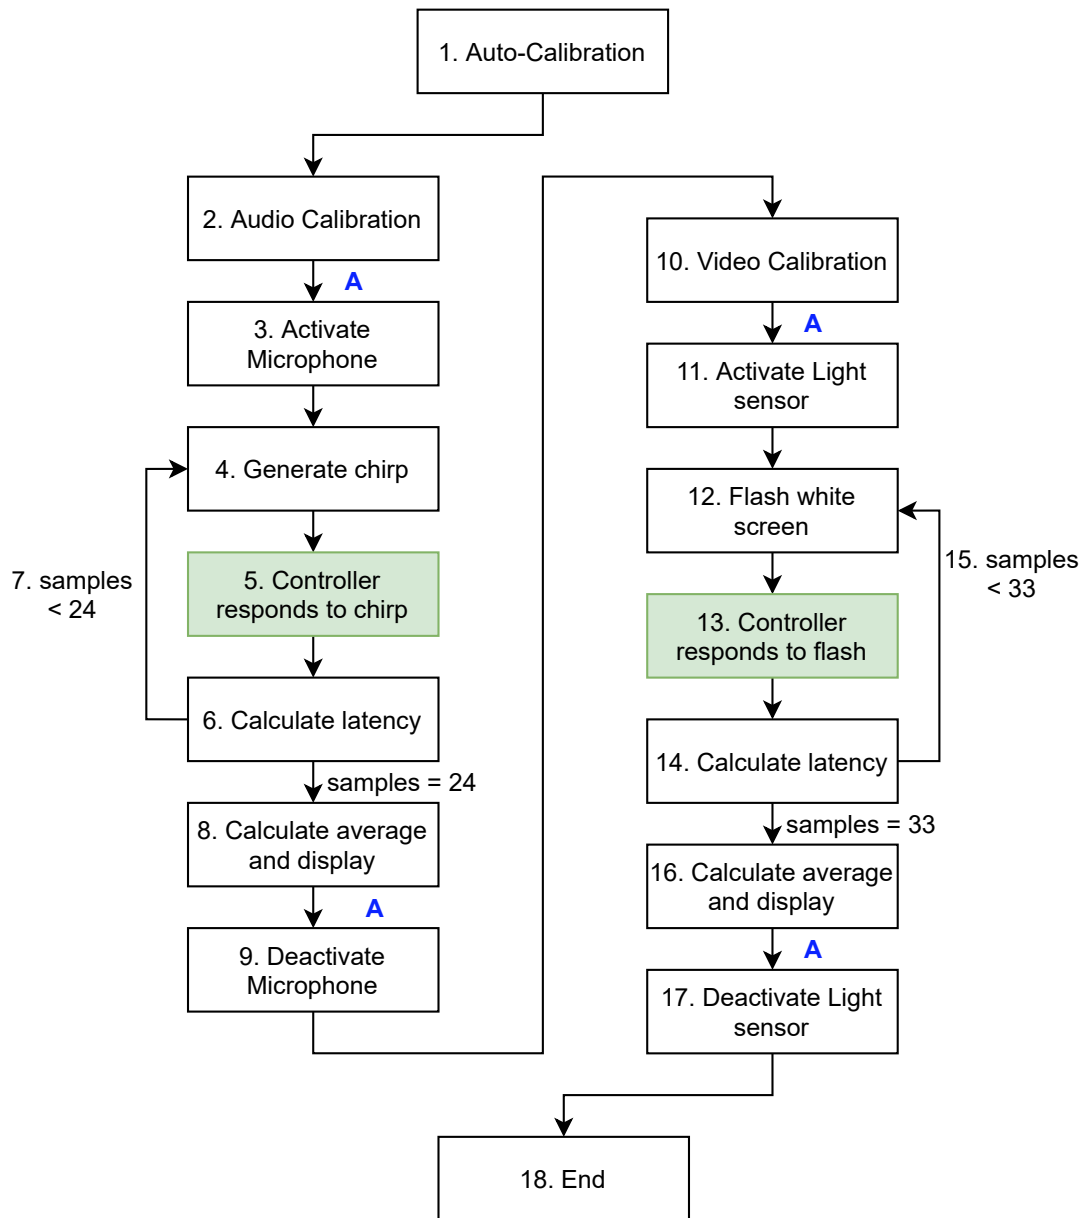 1. Auto-Calibration
2. Audio Calibration
A
3. Activate
Microphone
4. Generate chirp
5. Controller
responds to chirp
7. samples
< 24
6. Calculate latency
samples = 24
8. Calculate average
and display
A
9. Deactivate
Microphone
10. Video Calibration
A
11. Activate Light
sensor
12. Flash white
screen
15. samples
< 33
13. Controller
responds to flash
14. Calculate latency
samples = 33
16. Calculate average
and display
A
17. Deactivate Light
sensor
18. End